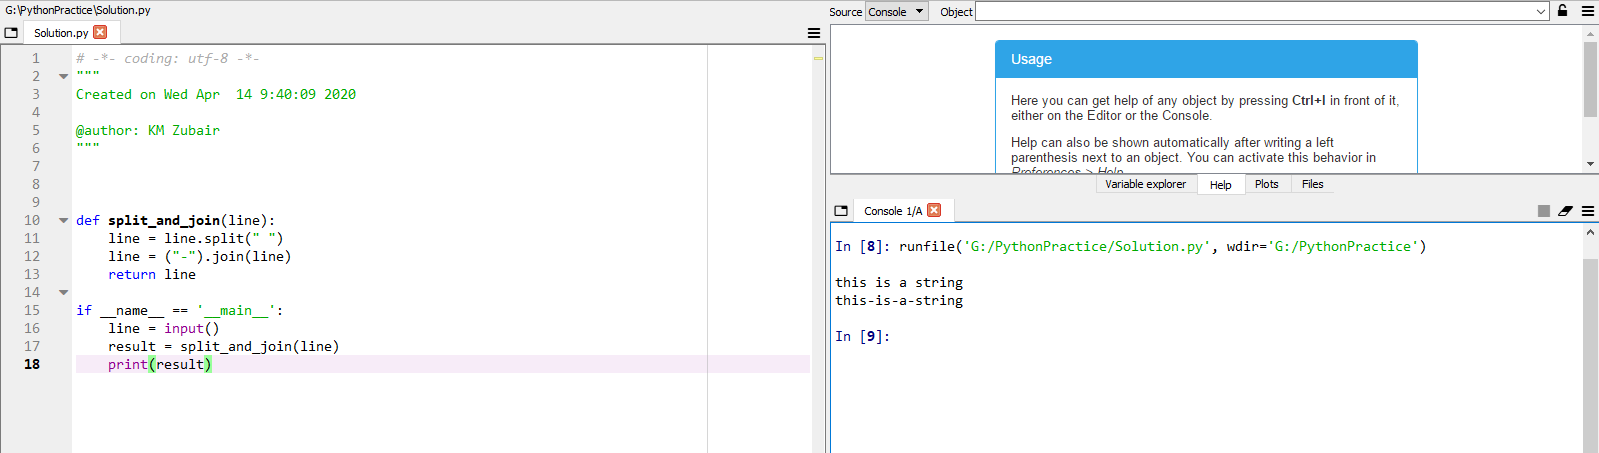 G:\PythonPractice\Solution.py
Solution.py
1 # -*- coding: utf-8 -*-
2 """
3 Created on Wed Apr  14 9:40:09 2020
4
5 @author: KM Zubair
6 """
7
8
9
10 def split_and_join(line):
11     line = line.split(" ")
12     line = ("-").join(line)
13     return line
14
15 if __name__ == '__main__':
16     line = input()
17     result = split_and_join(line)
18     print(result)
Source Console Object
Usage
Here you can get help of any object by pressing Ctrl+I in front of it,
either on the Editor or the Console.
Help can also be shown automatically after writing a left
parenthesis next to an object. You can activate this behavior in
Preferences > Help
Variable explorer Help Plots Files
Console 1/A
In [8]: runfile('G:/PythonPractice/Solution.py', wdir='G:/PythonPractice')
this is a string
this-is-a-string
In [9]: